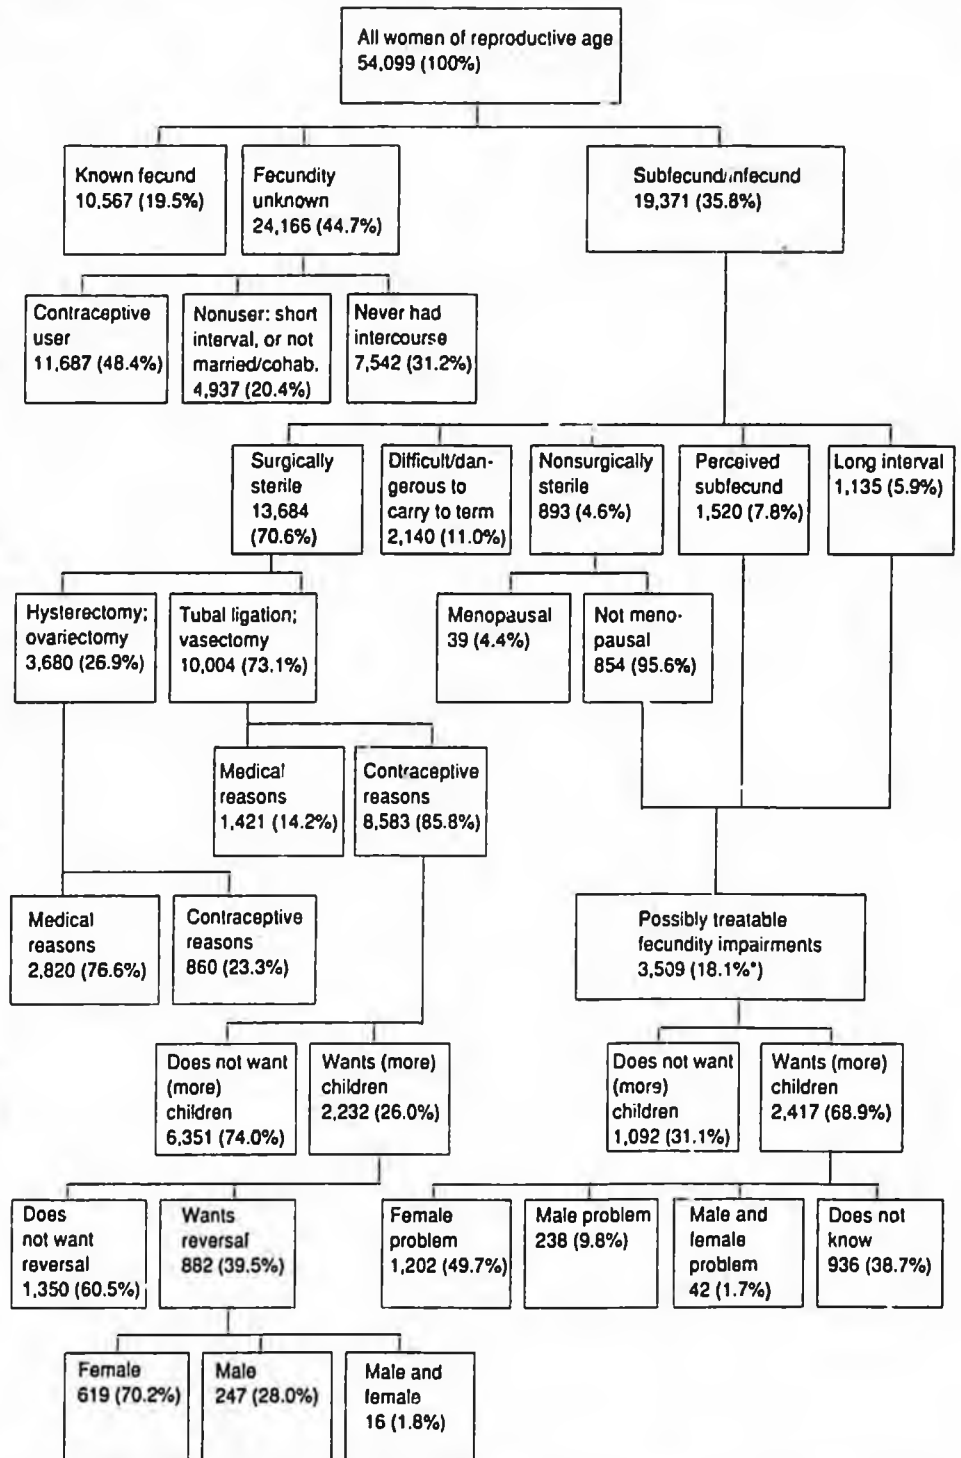 All women of reproductive age
54,099 (100%)
Known fecund
10,567 (19.5%)
Fecundity
unknown
24,166 (44.7%)
Subfecund/infecund
19,371 (35.8%)
Contraceptive
user
11,687 (48.4%)
Nonuser: short
interval, or not
married/cohab.
4,937 (20.4%)
Never had
intercourse
7,542 (31.2%)
Surgically
sterile
13,684
(70.6%)
Difficult/dan-
gerous to
carry to term
2,140 (11.0%)
Nonsurgically
sterile
893 (4.6%)
Perceived
subfecund
1,520 (7.8%)
Long interval
1,135 (5.9%)
Hysterectomy;
ovariectomy
3,680 (26.9%)
Tubal ligation;
vasectomy
10,004 (73.1%)
Menopausal
39 (4.4%)
Not meno-
pausal
854 (95.6%)
Medical
reasons
1,421 (14.2%)
Contraceptive
reasons
8,583 (85.8%)
Medical
reasons
2,820 (76.6%)
Contraceptive
reasons
860 (23.3%)
Possibly treatable
fecundity impairments
3,509 (18.1%*)
Does not want
(more)
children
6,351 (74.0%)
Wants (more)
children
2,232 (26.0%)
Does not want
(more)
children
1,092 (31.1%)
Wants (more)
children
2,417 (68.9%)
Does
not want
reversal
1,350 (60.5%)
Wants
reversal
882 (39.5%)
Female
problem
1,202 (49.7%)
Male problem
238 (9.8%)
Male and
female
problem
42 (1.7%)
Does not
know
936 (38.7%)
Female
619 (70.2%)
Male
247 (28.0%)
Male and
female
16 (1.8%)